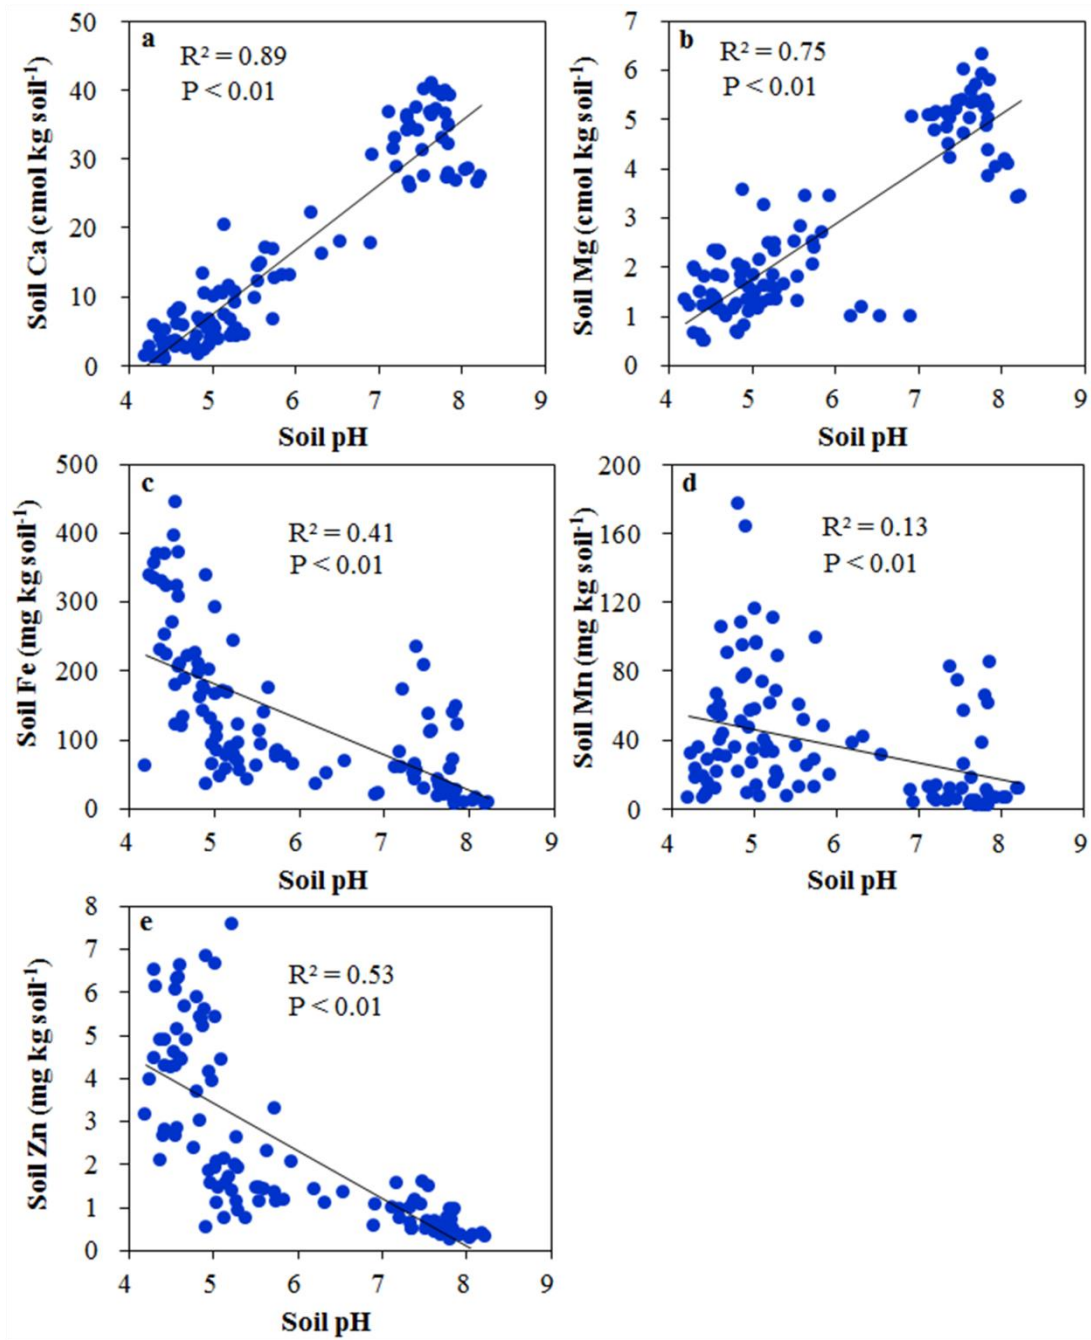 a
R² = 0.89
P < 0.01
Soil Ca (cmol kg soil⁻¹)
50
40
30
20
10
0
4 5 6 7 8 9
Soil pH
b
R² = 0.75
P < 0.01
Soil Mg (cmol kg soil⁻¹)
7
6
5
4
3
2
1
0
4 5 6 7 8 9
Soil pH
c
R² = 0.41
P < 0.01
Soil Fe (mg kg soil⁻¹)
500
400
300
200
100
0
4 5 6 7 8 9
Soil pH
d
R² = 0.13
P < 0.01
Soil Mn (mg kg soil⁻¹)
200
160
120
80
40
0
4 5 6 7 8 9
Soil pH
e
R² = 0.53
P < 0.01
Soil Zn (mg kg soil⁻¹)
8
7
6
5
4
3
2
1
0
4 5 6 7 8 9
Soil pH